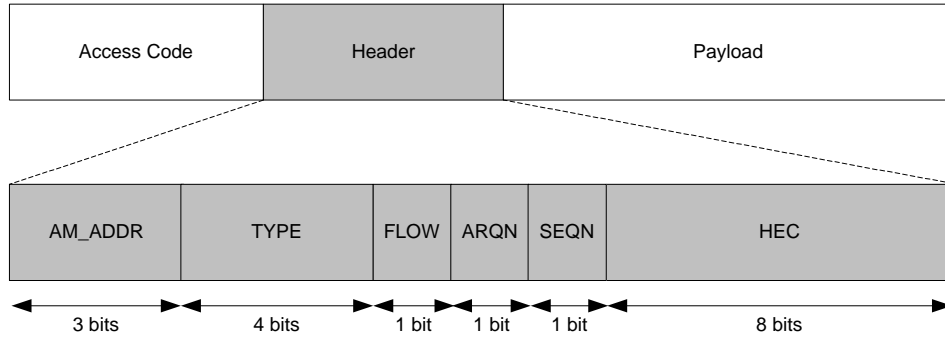 Access Code Header Payload
AM_ADDR TYPE FLOW ARQN SEQN HEC
3 bits 4 bits 1 bit 1 bit 1 bit 8 bits